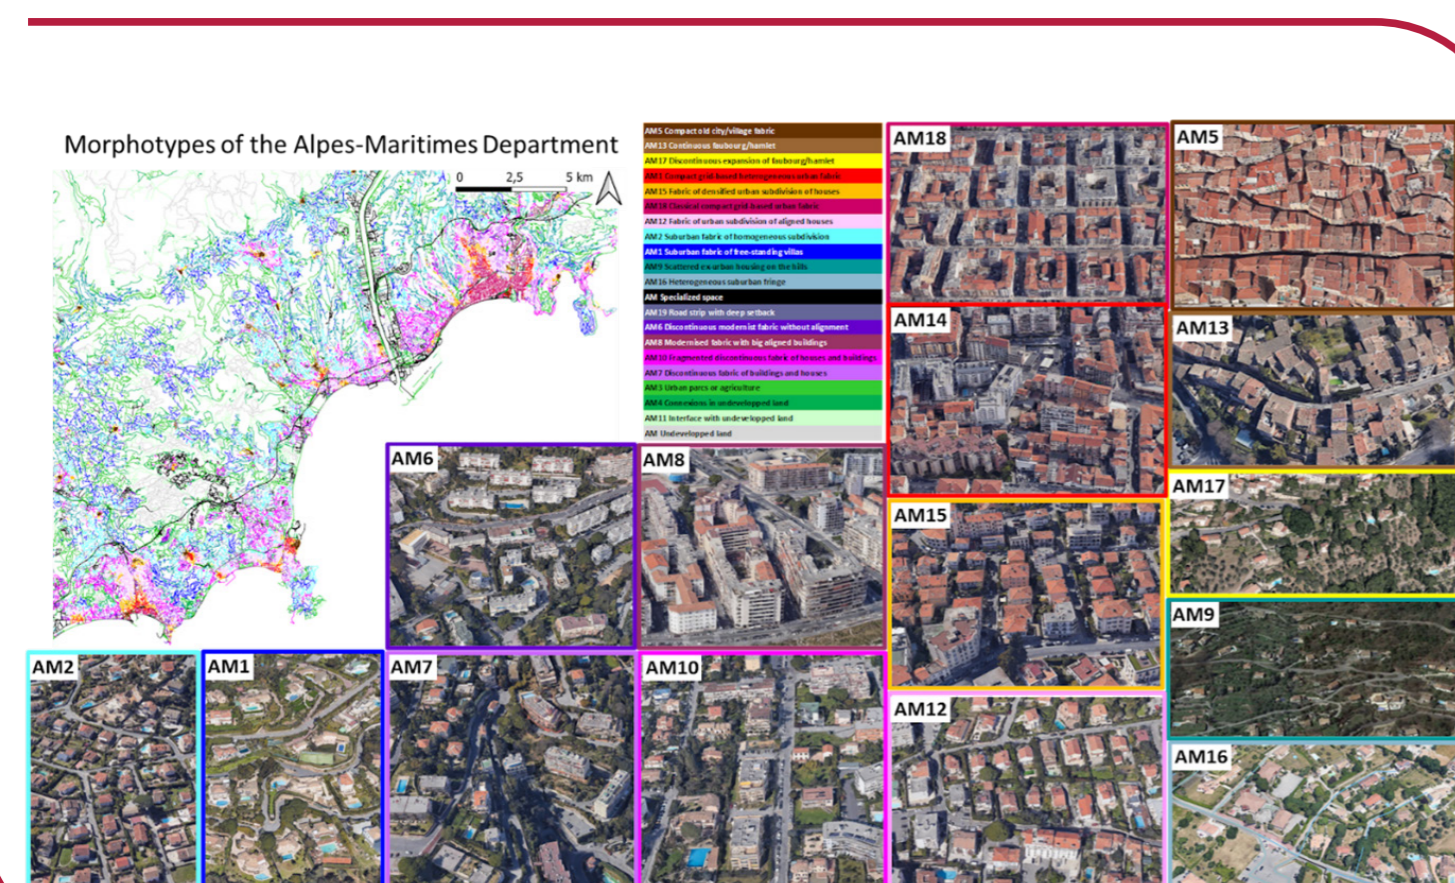 Morphotypes of the Alpes-Maritimes Department
0 2,5 5 km
AM5 Compact old city/village fabric
AM13 Continuous faubourg/hamlet
AM17 Discontinuous expansion of faubourg/hamlet
AM1 Compact grid-based heterogeneous urban fabric
AM15 Fabric of densified urban subdivision of houses
AM18 Classical compact grid-based urban fabric
AM12 Fabric of urban subdivision of aligned houses
AM2 Suburban fabric of homogeneous subdivision
AM1 Suburban fabric of free-standing villas
AM9 Scattered exurban housing on the hills
AM16 Heterogeneous suburban fringe
AM Specialized space
AM19 Road strip with deep setback
AM6 Discontinuous modernist fabric without alignment
AM8 Modernised fabric with big aligned buildings
AM10 Fragmented discontinuous fabric of houses and buildings
AM7 Discontinuous fabric of buildings and houses
AM3 Urban parcs or agriculture
AM4 Connexions in undevelopped land
AM11 Interface with undevelopped land
AM Undevelopped land
AM18
AM5
AM14
AM13
AM6
AM8
AM17
AM15
AM9
AM2
AM1
AM7
AM10
AM12
AM16